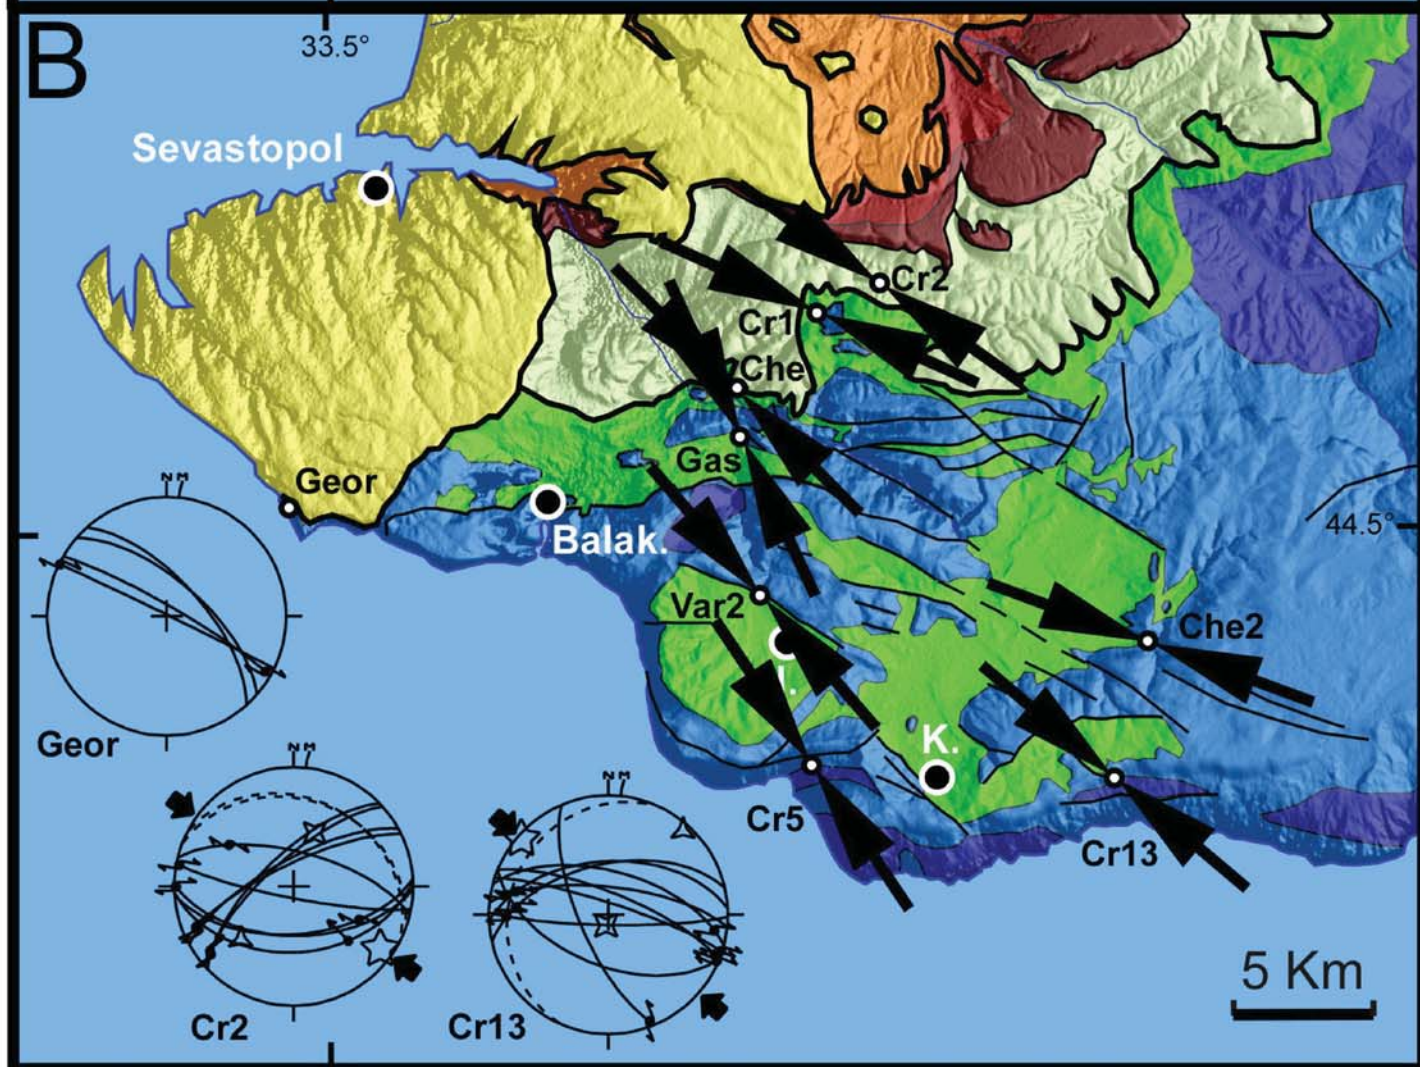 B
33.5°
Sevastopol
Cr2
Cr1
Che
Gas
Geor
44.5°
Balak.
Var2
Che2
I.
K.
Cr5
Cr13
N M
Geor
N M
Cr2
N M
Cr13
5 Km